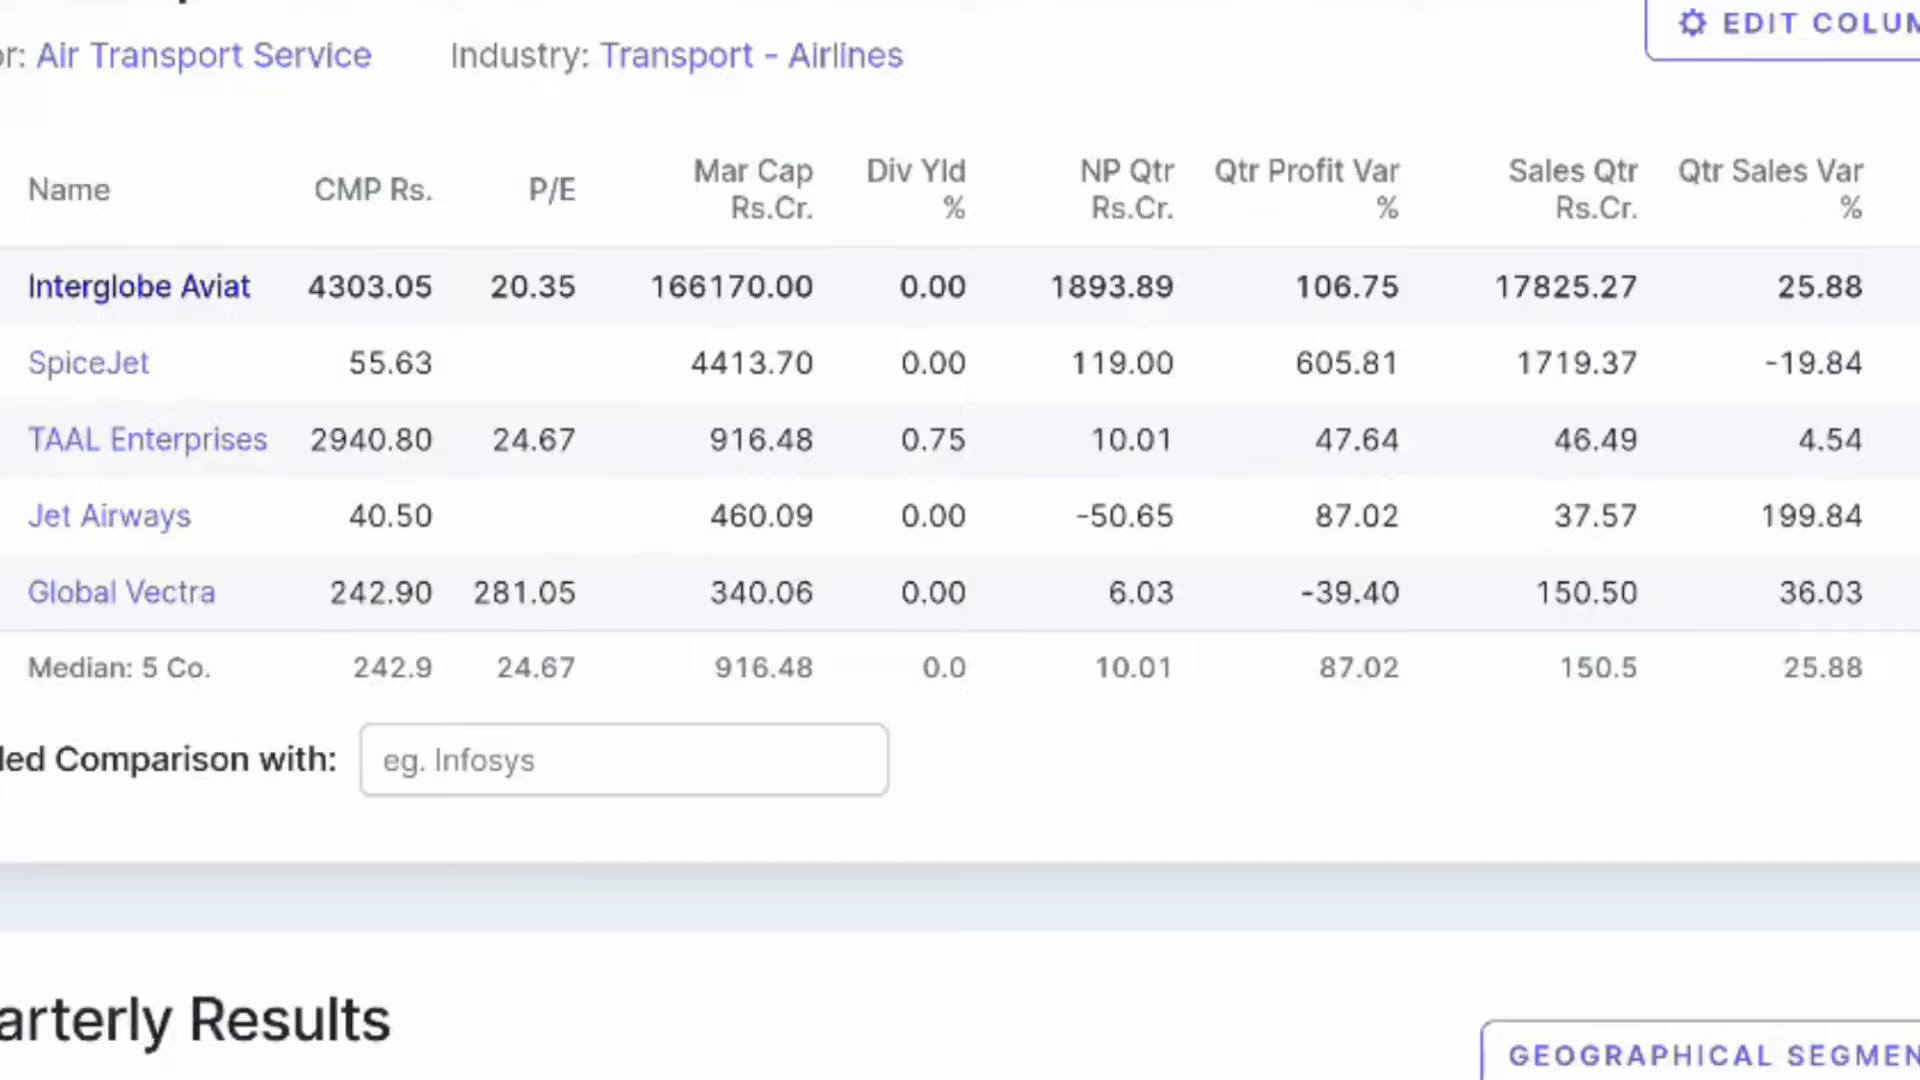 EDIT COLUM
or: Air Transport Service Industry: Transport - Airlines
Name CMP Rs. P/E Mar Cap Rs.Cr. Div Yld % NP Qtr Rs.Cr. Qtr Profit Var % Sales Qtr Rs.Cr. Qtr Sales Var %
Interglobe Aviat 4303.05 20.35 166170.00 0.00 1893.89 106.75 17825.27 25.88
SpiceJet 55.63 4413.70 0.00 119.00 605.81 1719.37 -19.84
TAAL Enterprises 2940.80 24.67 916.48 0.75 10.01 47.64 46.49 4.54
Jet Airways 40.50 460.09 0.00 -50.65 87.02 37.57 199.84
Global Vectra 242.90 281.05 340.06 0.00 6.03 -39.40 150.50 36.03
Median: 5 Co. 242.9 24.67 916.48 0.0 10.01 87.02 150.5 25.88
led Comparison with: eg. Infosys
arterly Results
GEOGRAPHICAL SEGMEN